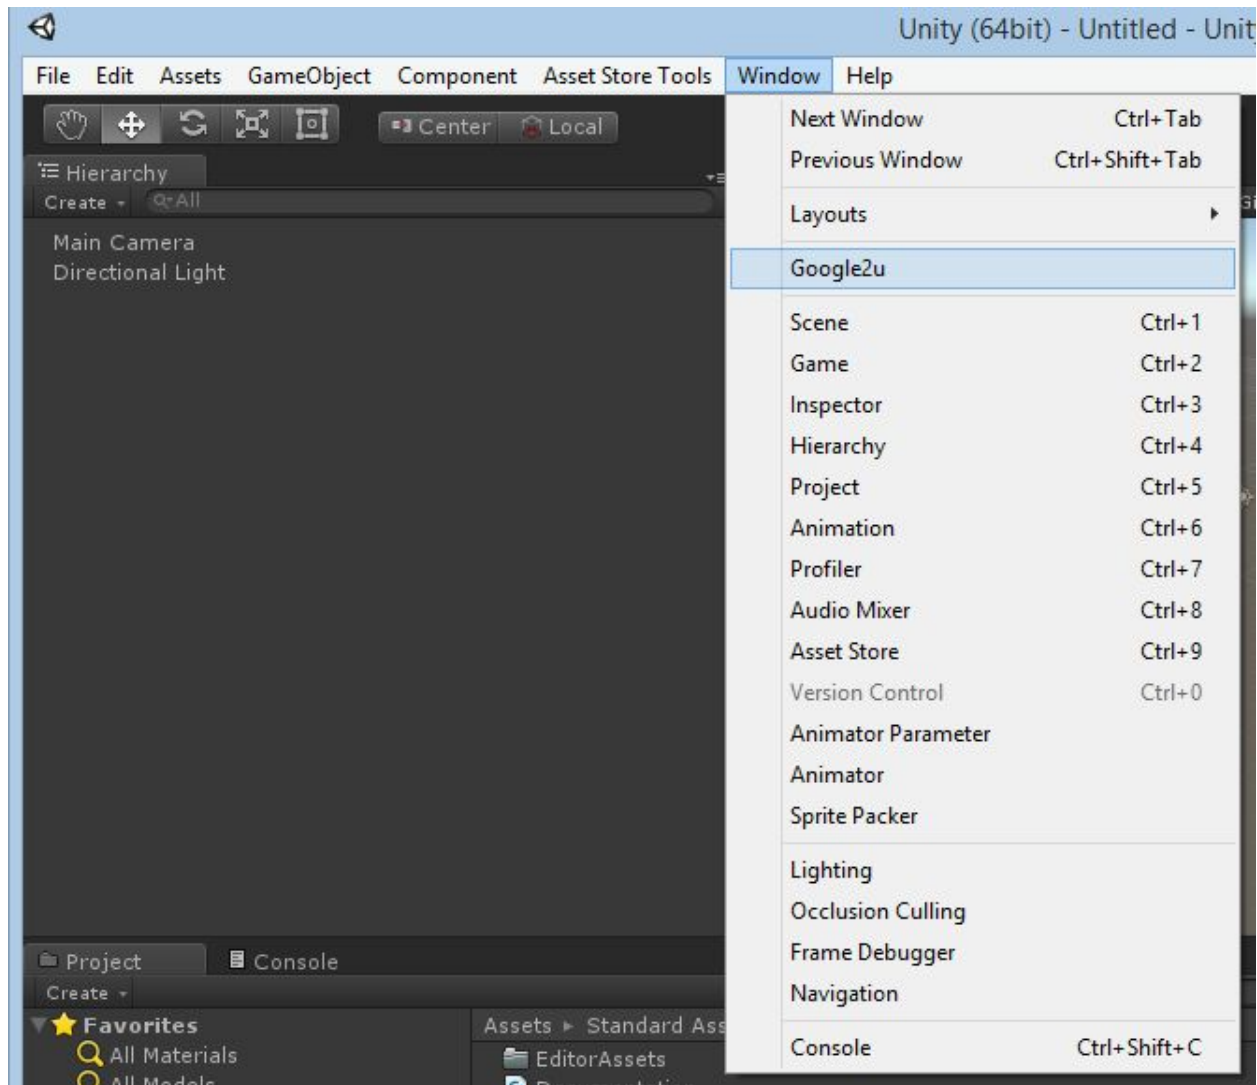 Unity (64bit) - Untitled - Unity
File Edit Assets GameObject Component Asset Store Tools Window Help
Center Local
Hierarchy
Create All
Main Camera
Directional Light
Next Window Ctrl+Tab
Previous Window Ctrl+Shift+Tab
Layouts
Google2u
Scene Ctrl+1
Game Ctrl+2
Inspector Ctrl+3
Hierarchy Ctrl+4
Project Ctrl+5
Animation Ctrl+6
Profiler Ctrl+7
Audio Mixer Ctrl+8
Asset Store Ctrl+9
Version Control Ctrl+0
Animator Parameter
Animator
Sprite Packer
Lighting
Occlusion Culling
Frame Debugger
Navigation
Console Ctrl+Shift+C
Project Console
Create
Favorites
All Materials
All Models
Assets Standard Ass
EditorAssets